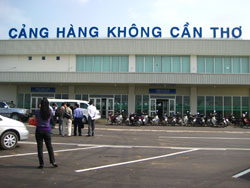 CẢNG HÀNG KHÔNG CẦN THƠ